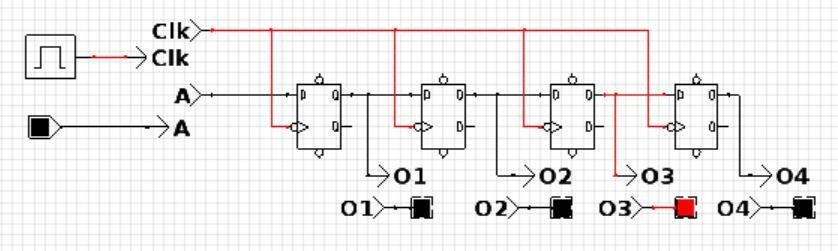 Clk
Clk
A
A
D Q Q D Q Q D Q Q D Q Q
O1 O2 O3 O4
O1 O2 O3 O4